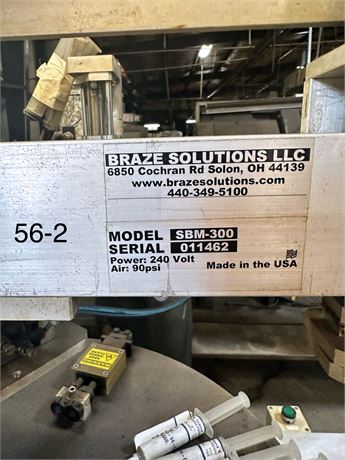 BRAZE SOLUTIONS LLC
6850 Cochran Rd Solon, OH 44139
www.brazesolutions.com
440-349-5100
56-2
MODEL SBM-300
SERIAL 011462
Power: 240 Volt
Air: 90psi
Made in the USA